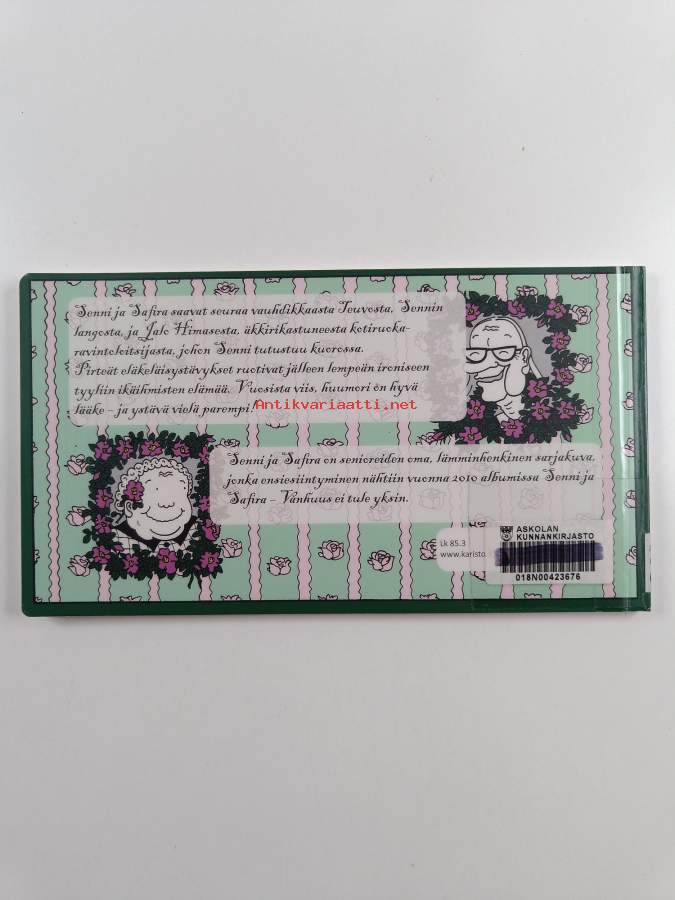 Senni ja Safira saavat seuraa vauhdikkaasta Teuvosta, Sennin
langosta, ja Jalo Himasesta, äkkirikastuneesta kotiruoka-
ravintoloitsijasta, johon Senni tutustuu kuorossa.
Pirteät eläkeläisystävykset ruotivat jälleen lempeän ironiseen
tyyliin ikäihmisten elämää. Vuosista viis, huumori on hyvä
lääke – ja ystävä vielä parempi!
Antikvariaatti.net
Senni ja Safira on senioreiden oma, lämminhenkinen sarjakuva,
jonka ensiesiintyminen nähtiin vuonna 2010 albumissa Senni ja
Safira – Vanhuus ei tule yksin.
Lk 85.3
www.karisto
ASKOLAN
KUNNANKIRJASTO
018N00423676